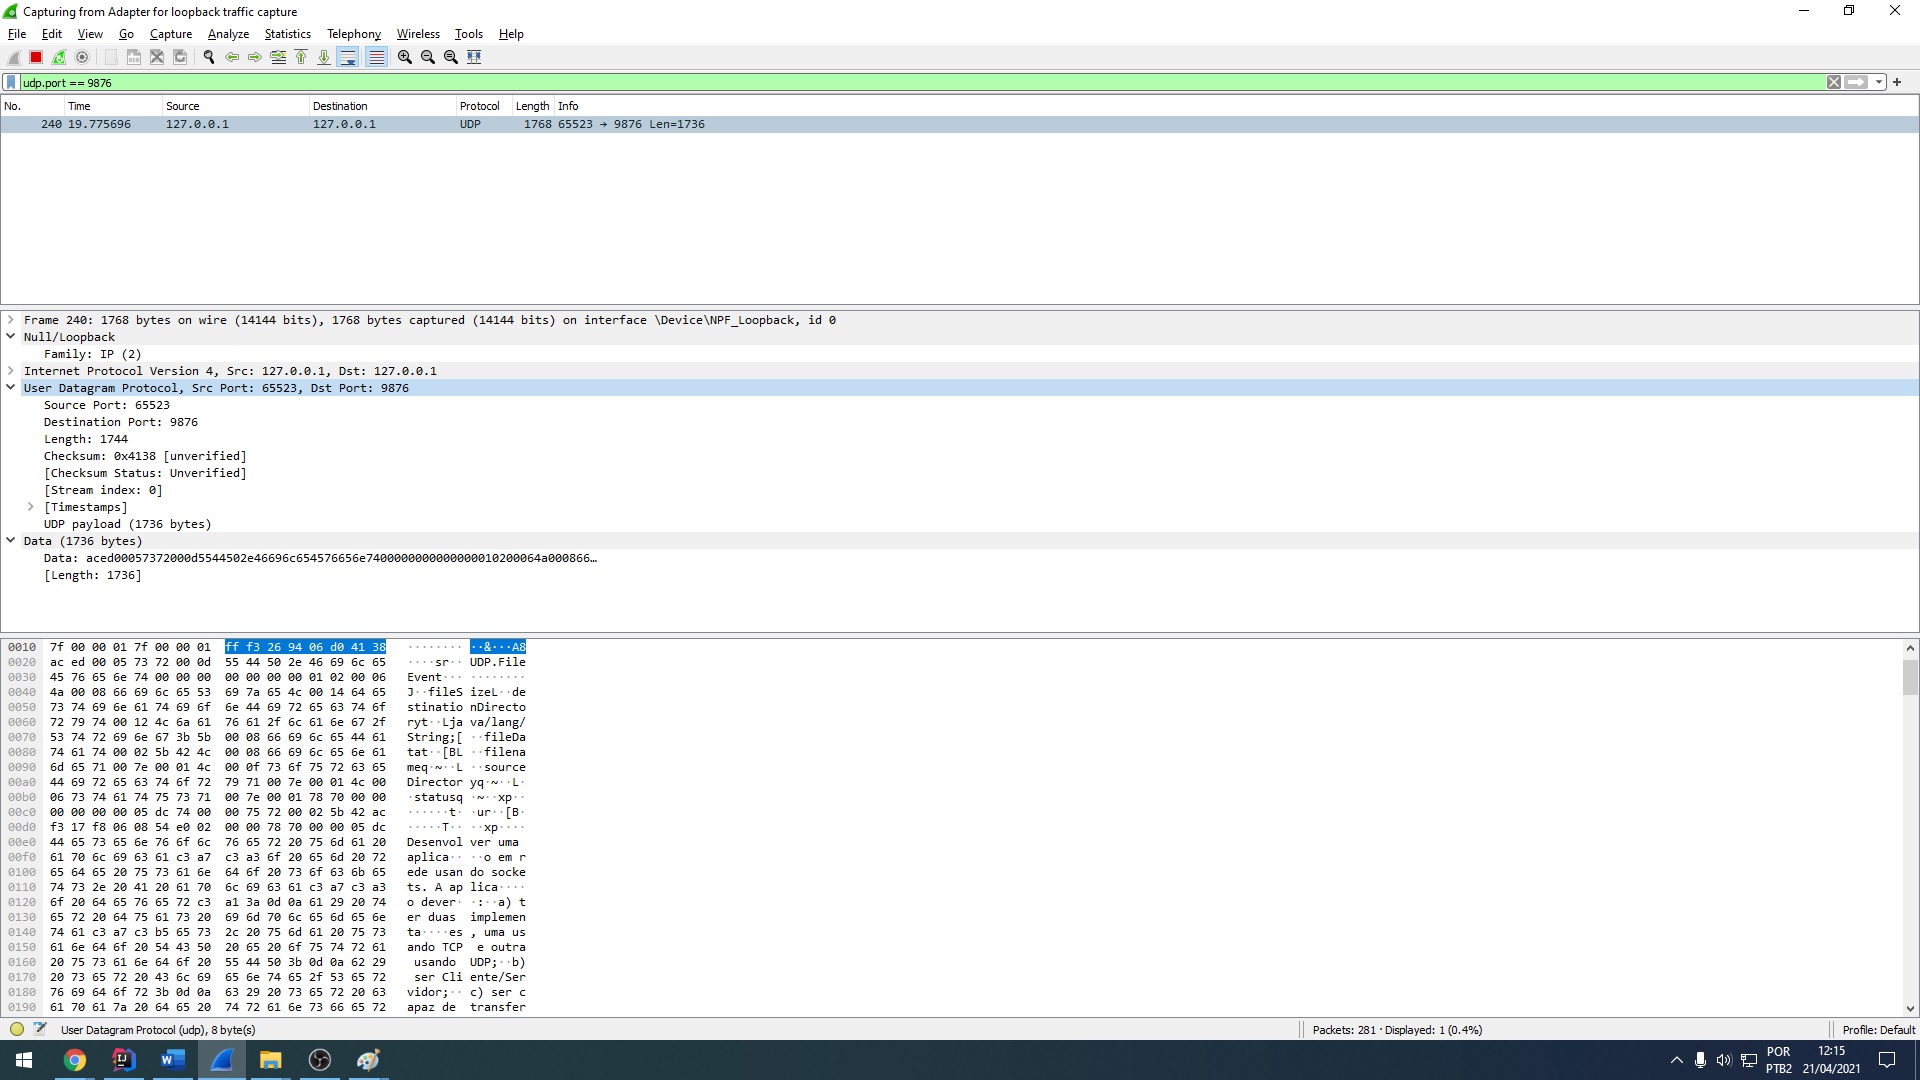 Capturing from Adapter for loopback traffic capture
File Edit View Go Capture Analyze Statistics Telephony Wireless Tools Help
udp.port == 9876
No. Time Source Destination Protocol Length Info
240 19.775696 127.0.0.1 127.0.0.1 UDP 1768 65523 → 9876 Len=1736
Frame 240: 1768 bytes on wire (14144 bits), 1768 bytes captured (14144 bits) on interface \Device\NPF_Loopback, id 0
Null/Loopback
Family: IP (2)
Internet Protocol Version 4, Src: 127.0.0.1, Dst: 127.0.0.1
User Datagram Protocol, Src Port: 65523, Dst Port: 9876
Source Port: 65523
Destination Port: 9876
Length: 1744
Checksum: 0x4138 [unverified]
[Checksum Status: Unverified]
[Stream index: 0]
[Timestamps]
UDP payload (1736 bytes)
Data (1736 bytes)
Data: aced00057372000d5544502e46696c654576656e7400000000000000010200064a000866…
[Length: 1736]
0010 7f 00 00 01 7f 00 00 01 ff f3 26 94 06 d0 41 38 ········ ··&···A8
0020 ac ed 00 05 73 72 00 0d 55 44 50 2e 46 69 6c 65 ····sr·· UDP.File
0030 45 76 65 6e 74 00 00 00 00 00 00 00 01 02 00 06 Event··· ········
0040 4a 00 08 66 69 6c 65 53 69 7a 65 4c 00 14 64 65 J··fileS izeL··de
0050 73 74 69 6e 61 74 69 6f 6e 44 69 72 65 63 74 6f stinatio nDirecto
0060 72 79 74 00 12 4c 6a 61 76 61 2f 6c 61 6e 67 2f ryt··Lja va/lang/
0070 53 74 72 69 6e 67 3b 5b 00 08 66 69 6c 65 44 61 String;[ ··fileDa
0080 74 61 74 00 02 5b 42 4c 00 08 66 69 6c 65 6e 61 tat··[BL ··filena
0090 6d 65 71 00 7e 00 01 4c 00 0f 73 6f 75 72 63 65 meq·~··L ··source
00a0 44 69 72 65 63 74 6f 72 79 71 00 7e 00 01 4c 00 Director yq·~··L·
00b0 06 73 74 61 74 75 73 71 00 7e 00 01 78 70 00 00 ·statusq ·~··xp··
00c0 00 00 00 00 05 dc 74 00 00 75 72 00 02 5b 42 ac ······t· ·ur··[B·
00d0 f3 17 f8 06 08 54 e0 02 00 00 78 70 00 00 05 dc ·····T·· ··xp····
00e0 44 65 73 65 6e 76 6f 6c 76 65 72 20 75 6d 61 20 Desenvol ver uma
00f0 61 70 6c 69 63 61 c3 a7 c3 a3 6f 20 65 6d 20 72 aplica·· ··o em r
0100 65 64 65 20 75 73 61 6e 64 6f 20 73 6f 63 6b 65 ede usan do socke
0110 74 73 2e 20 41 20 61 70 6c 69 63 61 c3 a7 c3 a3 ts. A ap lica····
0120 6f 20 64 65 76 65 72 c3 a1 3a 0d 0a 61 29 20 74 o dever· ·:··a) t
0130 65 72 20 64 75 61 73 20 69 6d 70 6c 65 6d 65 6e er duas implemen
0140 74 61 c3 a7 c3 b5 65 73 2c 20 75 6d 61 20 75 73 ta····es , uma us
0150 61 6e 64 6f 20 54 43 50 20 65 20 6f 75 74 72 61 ando TCP e outra
0160 20 75 73 61 6e 64 6f 20 55 44 50 3b 0d 0a 62 29 usando UDP;··b)
0170 20 73 65 72 20 43 6c 69 65 6e 74 65 2f 53 65 72 ser Cli ente/Ser
0180 76 69 64 6f 72 3b 0d 0a 63 29 20 73 65 72 20 63 vidor;·· c) ser c
0190 61 70 61 7a 20 64 65 20 74 72 61 6e 73 66 65 72 apaz de transfer
User Datagram Protocol (udp), 8 byte(s) Packets: 281 · Displayed: 1 (0.4%) Profile: Default
POR 12:15
PTB2 21/04/2021